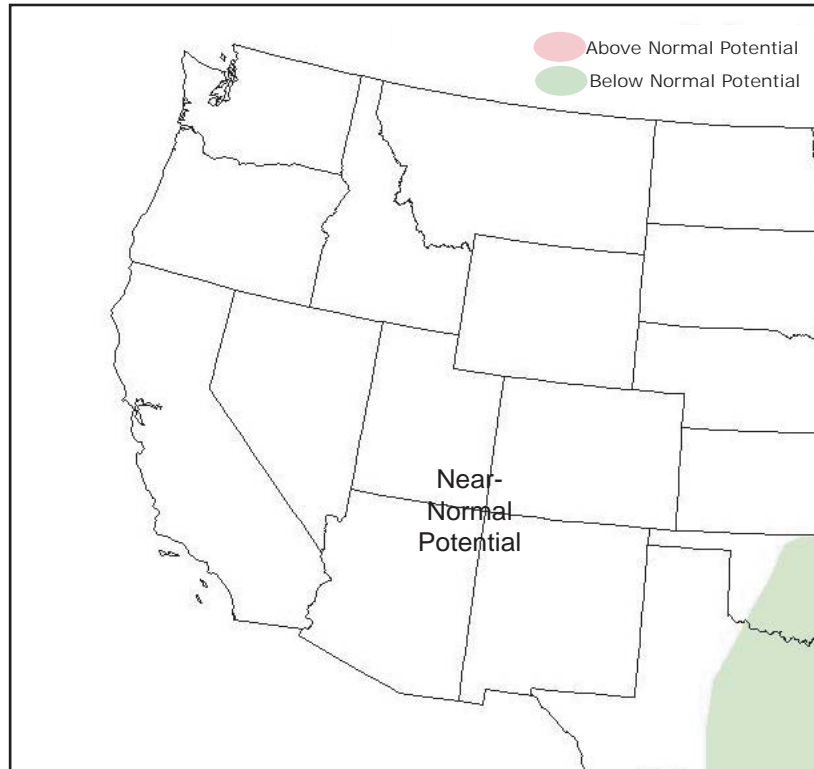 Above Normal Potential
Below Normal Potential
Near-
Normal
Potential